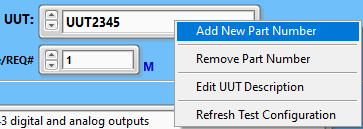 UUT: UUT2345
Add New Part Number
Remove Part Number
/REQ# 1 M
Edit UUT Description
Refresh Test Configuration
3 digital and analog outputs